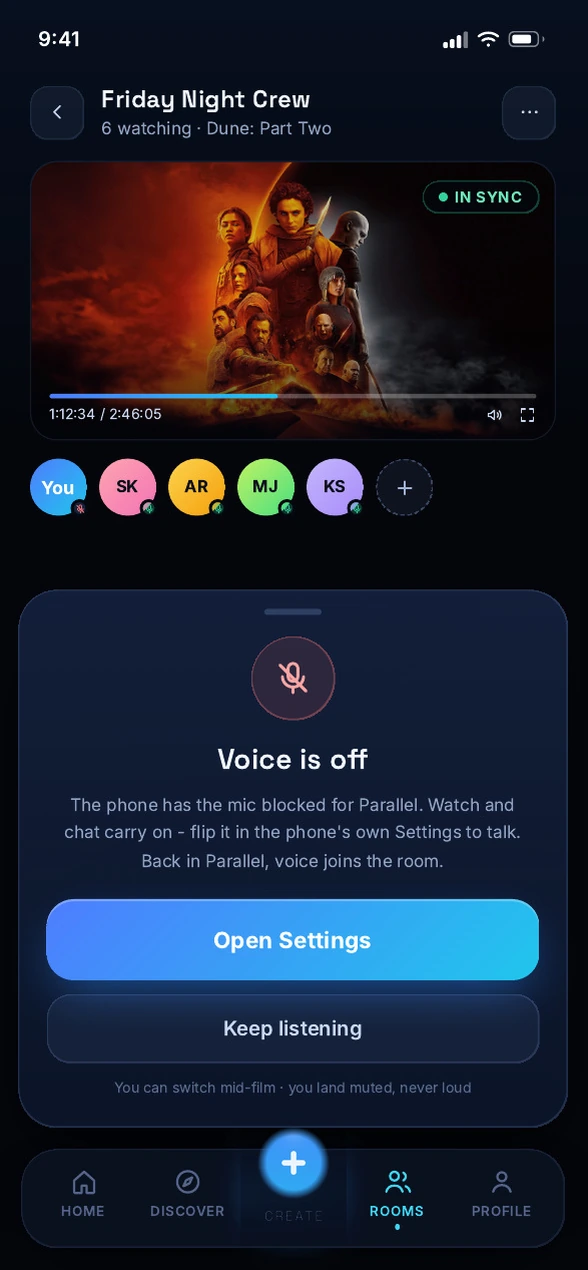 9:41
Friday Night Crew
6 watching · Dune: Part Two
IN SYNC
1:12:34 / 2:46:05
You
SK
AR
MJ
KS
Voice is off
The phone has the mic blocked for Parallel. Watch and
chat carry on - flip it in the phone's own Settings to talk.
Back in Parallel, voice joins the room.
Open Settings
Keep listening
You can switch mid-film · you land muted, never loud
HOME
DISCOVER
CREATE
ROOMS
PROFILE